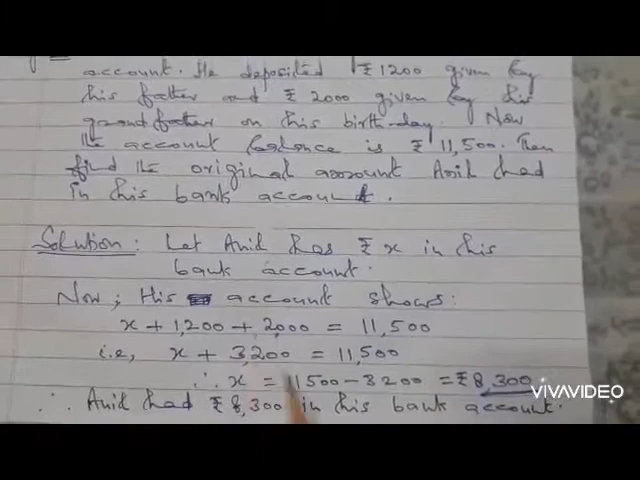 account. He deposited ₹1200 given by
his father and ₹ 2000 given by his
grandfather on his birth-day. Now
the account balance is ₹ 11,500. Then
find the original amount Anil had
in his bank account.
Solution: Let Anil has ₹ x in his
bank account.
Now; His account shows:
x + 1,200 + 2,000 = 11,500
i.e, x + 3,200 = 11,500
∴ x = 11500 - 3200 = ₹8,300
∴ Anil had ₹8,300 in his bank account.
VIVAVIDEO